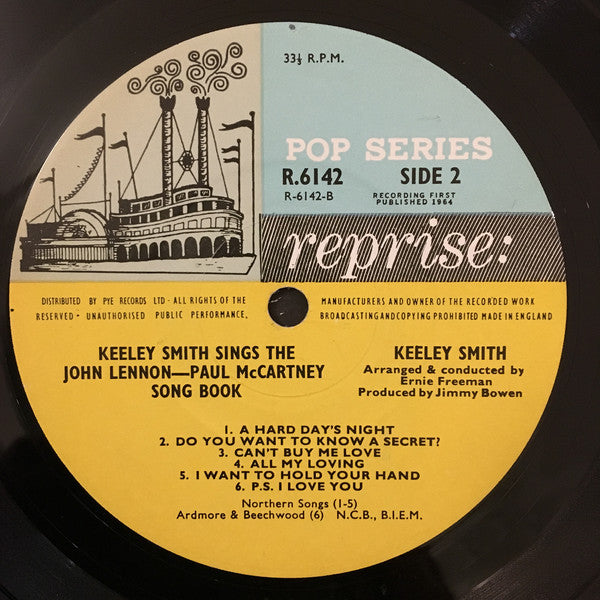 33⅓ R.P.M.
POP SERIES
R.6142 SIDE 2
R-6142-B RECORDING FIRST
PUBLISHED 1964
reprise:
DISTRIBUTED BY PYE RECORDS LTD · ALL RIGHTS OF THE
RESERVED · UNAUTHORISED PUBLIC PERFORMANCE.
MANUFACTURERS AND OWNER OF THE RECORDED WORK
BROADCASTING AND COPYING PROHIBITED MADE IN ENGLAND
KEELEY SMITH SINGS THE
JOHN LENNON—PAUL McCARTNEY
SONG BOOK
KEELEY SMITH
Arranged & conducted by
Ernie Freeman
Produced by Jimmy Bowen
1. A HARD DAY'S NIGHT
2. DO YOU WANT TO KNOW A SECRET?
3. CAN'T BUY ME LOVE
4. ALL MY LOVING
5. I WANT TO HOLD YOUR HAND
6. P.S. I LOVE YOU
Northern Songs (1-5)
Ardmore & Beechwood (6) N.C.B., B.I.E.M.